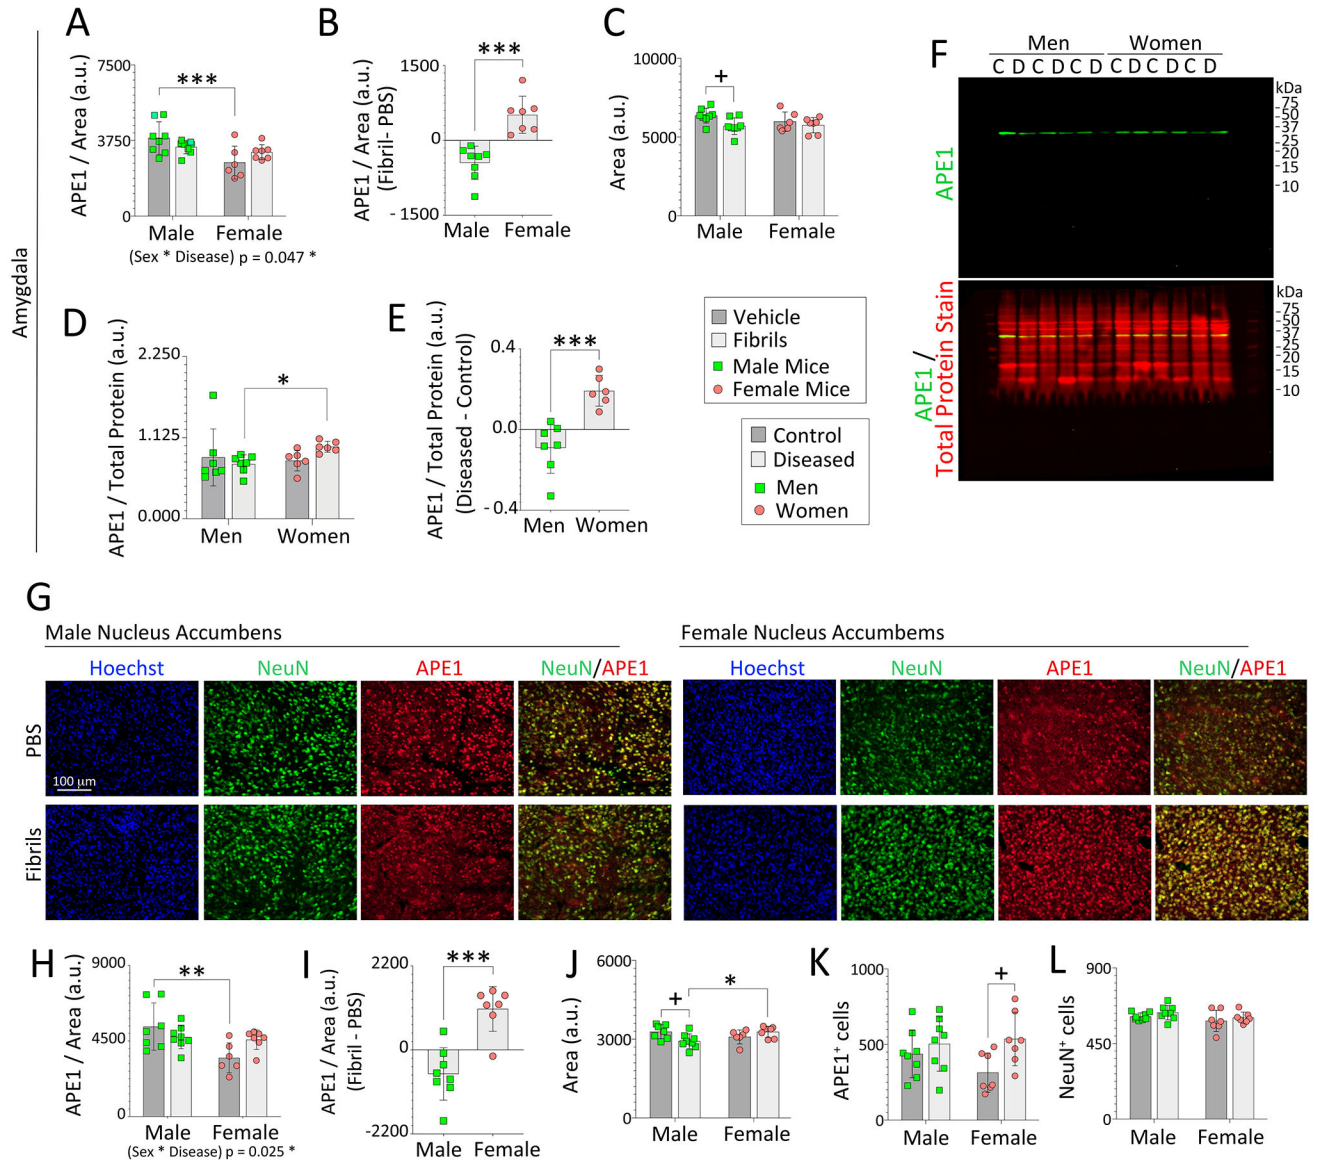 Amygdala
A
APE1 / Area (a.u.)
7500
3750
0
***
Male Female
(Sex * Disease) p = 0.047 *
B
APE1 / Area (a.u.)
(Fibril- PBS)
1500
0
- 1500
***
Male Female
C
Area (a.u.)
10000
5000
0
+
Male Female
D
APE1 / Total Protein (a.u.)
2.250
1.125
0.000
*
Men Women
E
APE1 / Total Protein (a.u.)
(Diseased - Control)
0.4
0.0
- 0.4
***
Men Women
Vehicle
Fibrils
Male Mice
Female Mice
Control
Diseased
Men
Women
F
Men Women
C D C D C D C D C D C D
APE1
kDa
75
50
37
25
20
15
10
APE1 /
Total Protein Stain
kDa
75
50
37
25
20
15
10
G
Male Nucleus Accumbens
Female Nucleus Accumbems
Hoechst NeuN APE1 NeuN/APE1
Hoechst NeuN APE1 NeuN/APE1
PBS
100 µm
Fibrils
H
APE1 / Area (a.u.)
9000
4500
0
**
Male Female
(Sex * Disease) p = 0.025 *
I
APE1 / Area (a.u.)
(Fibril - PBS)
2200
0
-2200
***
Male Female
J
Area (a.u.)
6000
3000
0
+
*
Male Female
K
APE1+ cells
1000
500
0
+
Male Female
L
NeuN+ cells
900
450
0
Male Female